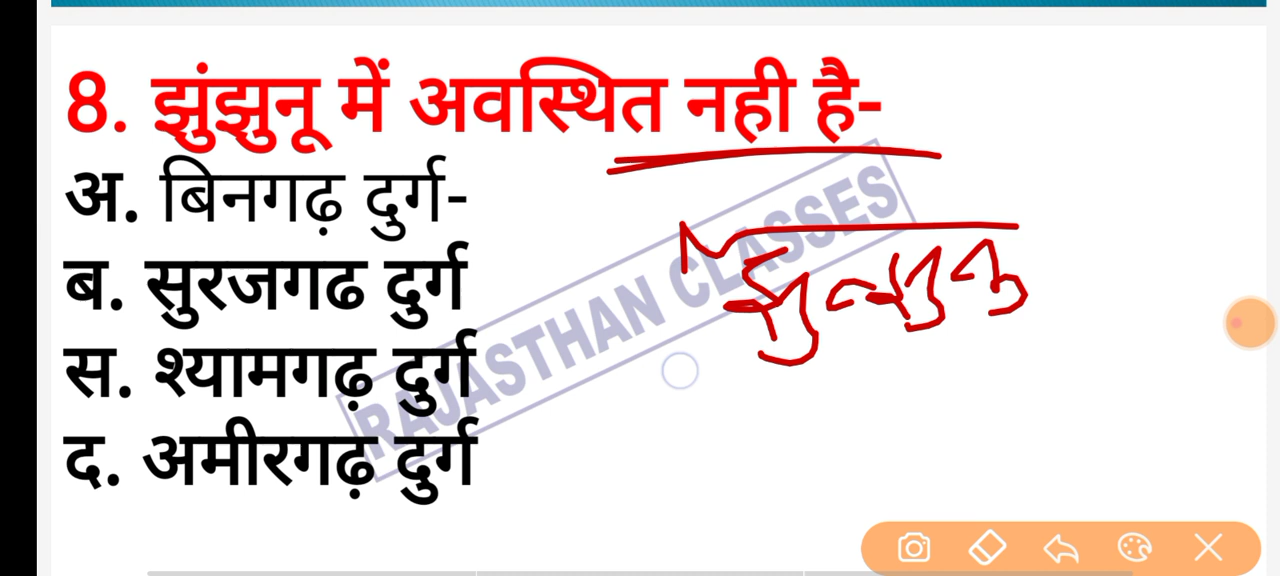 8. झुंझुनू में अवस्थित नही है-
अ. बिनगढ़ दुर्ग-
ब. सुरजगढ दुर्ग
स. श्यामगढ़ दुर्ग
द. अमीरगढ़ दुर्ग
RAJASTHAN CLASSES